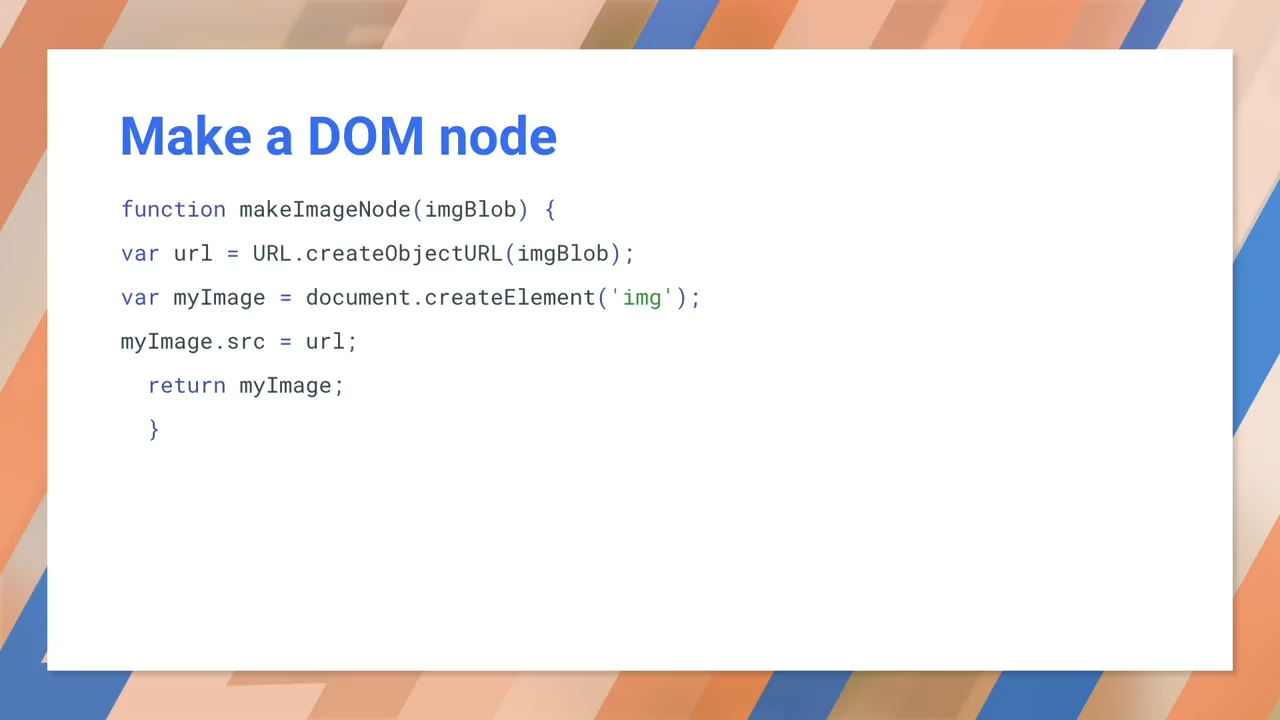 Make a DOM node
function makeImageNode(imgBlob) {
var url = URL.createObjectURL(imgBlob);
var myImage = document.createElement('img');
myImage.src = url;
  return myImage;
  }